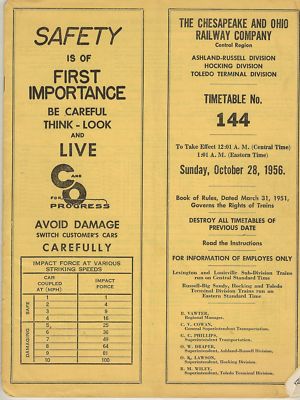 SAFETY
IS OF
FIRST
IMPORTANCE
BE CAREFUL
THINK - LOOK
AND
LIVE
C AND O
FOR
PROGRESS
AVOID DAMAGE
SWITCH CUSTOMER'S CARS
CAREFULLY
IMPACT FORCE AT VARIOUS
STRIKING SPEEDS
CAR COUPLED AT (MPH) IMPACT FORCE
SAFE
2 4
3 9
4 16
DAMAGING
5 25
6 36
7 49
8 64
9 81
10 100
THE CHESAPEAKE AND OHIO
RAILWAY COMPANY
Central Region
ASHLAND-RUSSELL DIVISION
HOCKING DIVISION
TOLEDO TERMINAL DIVISION
TIMETABLE No.
144
To Take Effect 12:01 A. M. (Central Time)
1:01 A. M. (Eastern Time)
Sunday, October 28, 1956.
Book of Rules, Dated March 31, 1951,
Governs the Rights of Trains
DESTROY ALL TIMETABLES OF
PREVIOUS DATE
Read the Instructions
FOR INFORMATION OF EMPLOYES ONLY
Lexington and Louisville Sub-Division Trains
run on Central Standard Time
Russell-Big Sandy, Hocking and Toledo
Terminal Division Trains run on
Eastern Standard Time
R. VAWTER,
Regional Manager.
C. V. COWAN,
General Superintendent Transportation.
G. C. PHILLIPS,
Superintendent Transportation.
O. W. DRAPER,
Superintendent, Ashland-Russell Division.
O. K. LAWSON,
Superintendent, Hocking Division.
R. M. WILEY,
Superintendent, Toledo Terminal Division.